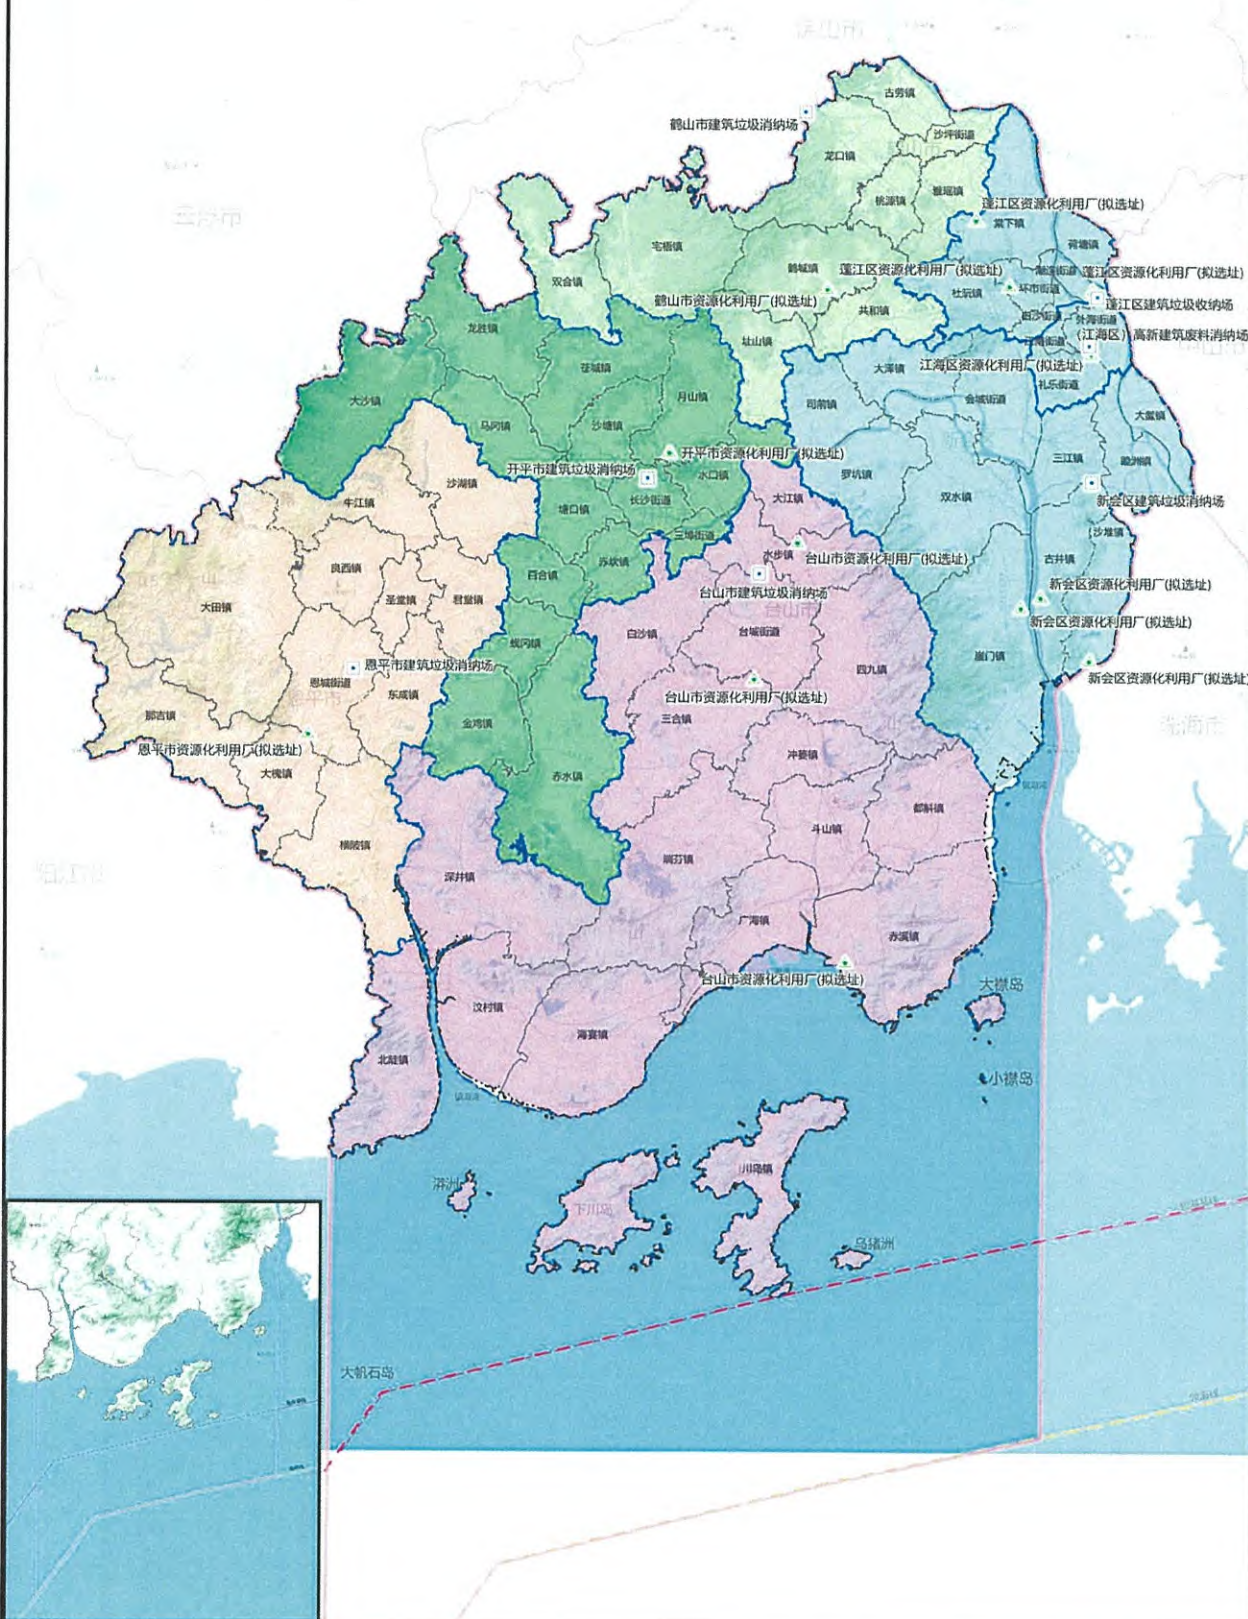 古劳镇
鹤山市建筑垃圾消纳场
沙坪街道
龙口镇
雅瑶镇
桃源镇
蓬江区资源化利用厂(拟选址)
棠下镇
荷塘镇
宅梧镇
鹤城镇
蓬江区资源化利用厂(拟选址)
潮连街道
蓬江区资源化利用厂(拟选址)
双合镇
社阮镇
环市街道
鹤山市资源化利用厂(拟选址)
蓬江区建筑垃圾收纳场
共和镇
白沙街道
外海街道
龙胜镇
址山镇
江南街道
(江海区)
高新建筑废料消纳场
苍城镇
大泽镇
江海区资源化利用厂(拟选址)
礼乐街道
大沙镇
月山镇
司前镇
会城街道
大鳌镇
马冈镇
沙塘镇
开平市资源化利用厂(拟选址)
三江镇
睦洲镇
开平市建筑垃圾消纳场
水口镇
罗坑镇
沙湖镇
牛江镇
长沙街道
大江镇
双水镇
新会区建筑垃圾消纳场
塘口镇
三埠街道
沙堆镇
水步镇
台山市资源化利用厂(拟选址)
古井镇
良西镇
百合镇
赤坎镇
台山市建筑垃圾消纳场
新会区资源化利用厂(拟选址)
大田镇
圣堂镇
君堂镇
台山市
新会区资源化利用厂(拟选址)
白沙镇
台城街道
蚬冈镇
崖门镇
恩平市建筑垃圾消纳场
四九镇
恩城街道
新会区资源化利用厂(拟选址)
东成镇
台山市资源化利用厂(拟选址)
那吉镇
金鸡镇
三合镇
珠海市
恩平市资源化利用厂(拟选址)
冲蒌镇
大槐镇
赤水镇
都斛镇
斗山镇
横陂镇
端芬镇
深井镇
广海镇
赤溪镇
台山市资源化利用厂(拟选址)
大襟岛
汶村镇
海宴镇
北陡镇
小襟岛
漭洲
川岛镇
下川岛
乌猪洲
大帆石岛